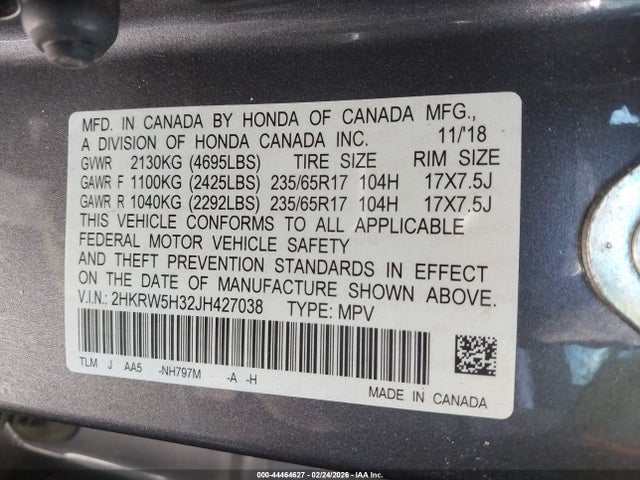 MFD. IN CANADA BY HONDA OF CANADA MFG.,
A DIVISION OF HONDA CANADA INC. 11/'18
GVWR 2130KG (4695LBS) TIRE SIZE RIM SIZE
GAWR F 1100KG (2425LBS) 235/65R17 104H 17X7.5J
GAWR R 1040KG (2292LBS) 235/65R17 104H 17X7.5J
THIS VEHICLE CONFORMS TO ALL APPLICABLE
FEDERAL MOTOR VEHICLE SAFETY
AND THEFT PREVENTION STANDARDS IN EFFECT
ON THE DATE OF MANUFACTURE SHOWN ABOVE.
V.I.N.: 2HKRW5H32JH427038 TYPE: MPV
TLM J AA5 -NH797M -A -H
MADE IN CANADA
000-44464627 - 02/24/2026 - IAA Inc.